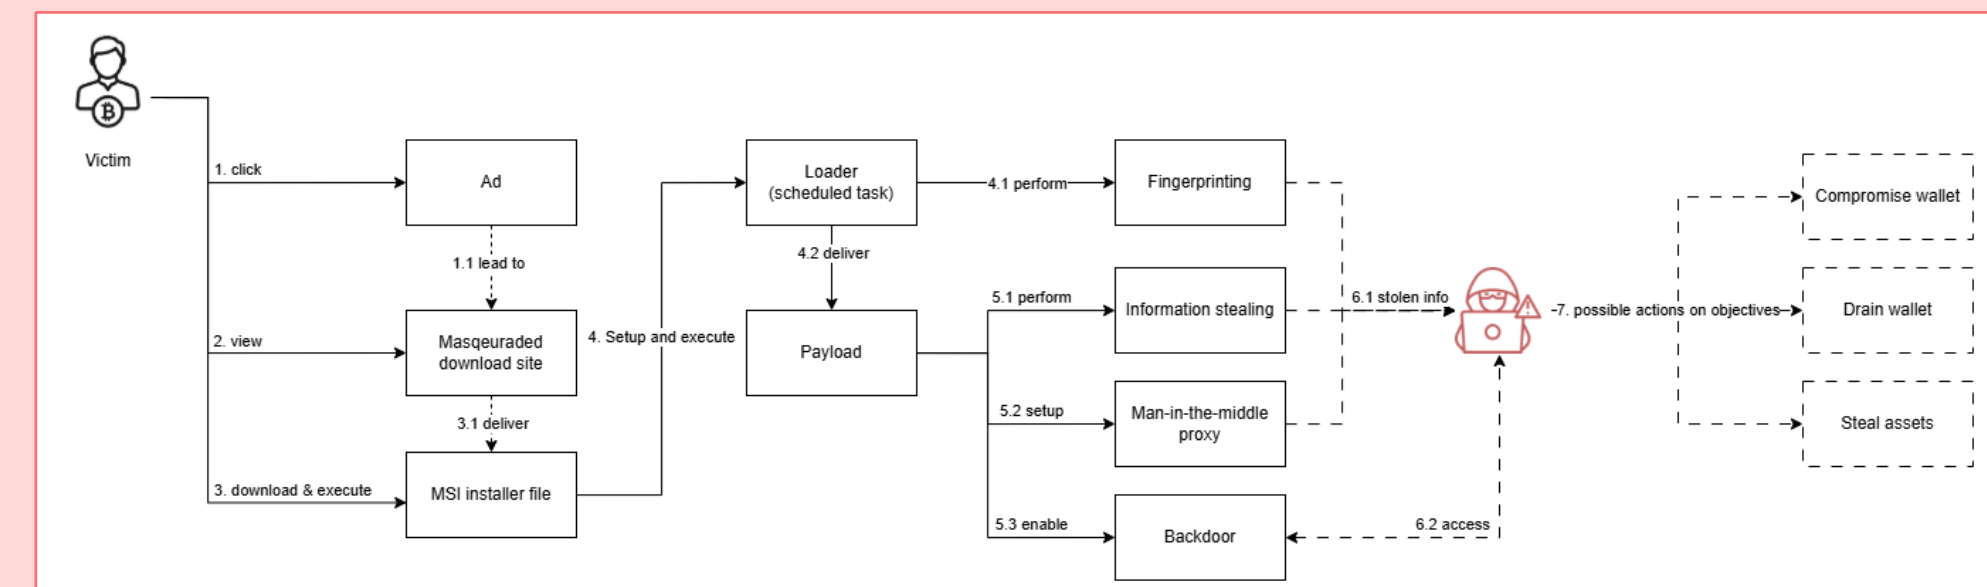 Victim
1. click
Ad
1.1 lead to
2. view
Masqeuraded
download site
3.1 deliver
3. download & execute
MSI installer file
4. Setup and execute
Loader
(scheduled task)
4.1 perform
Fingerprinting
4.2 deliver
Payload
5.1 perform
Information stealing
5.2 setup
Man-in-the-middle
proxy
5.3 enable
Backdoor
6.1 stolen info
6.2 access
7. possible actions on objectives
Compromise wallet
Drain wallet
Steal assets